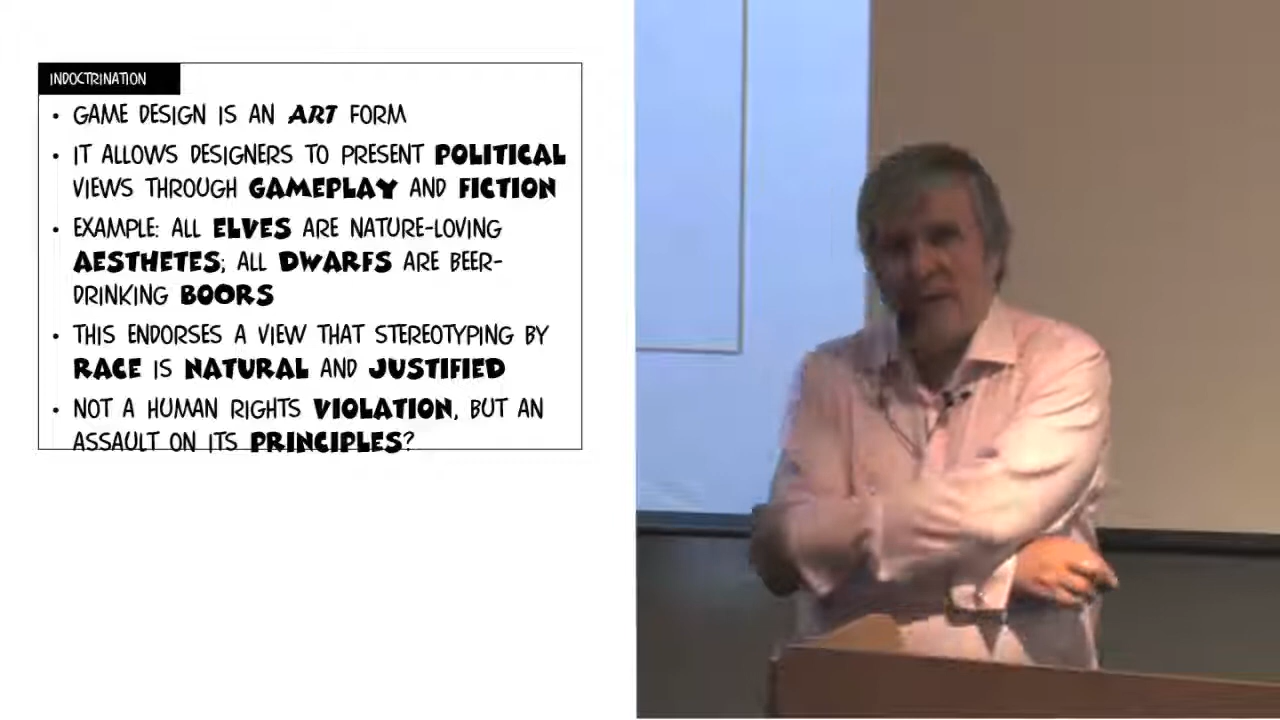 INDOCTRINATION
• GAME DESIGN IS AN ART FORM
• IT ALLOWS DESIGNERS TO PRESENT POLITICAL
VIEWS THROUGH GAMEPLAY AND FICTION
• EXAMPLE: ALL ELVES ARE NATURE-LOVING
AESTHETES; ALL DWARFS ARE BEER-
DRINKING BOORS
• THIS ENDORSES A VIEW THAT STEREOTYPING BY
RACE IS NATURAL AND JUSTIFIED
• NOT A HUMAN RIGHTS VIOLATION, BUT AN
ASSAULT ON ITS PRINCIPLES?